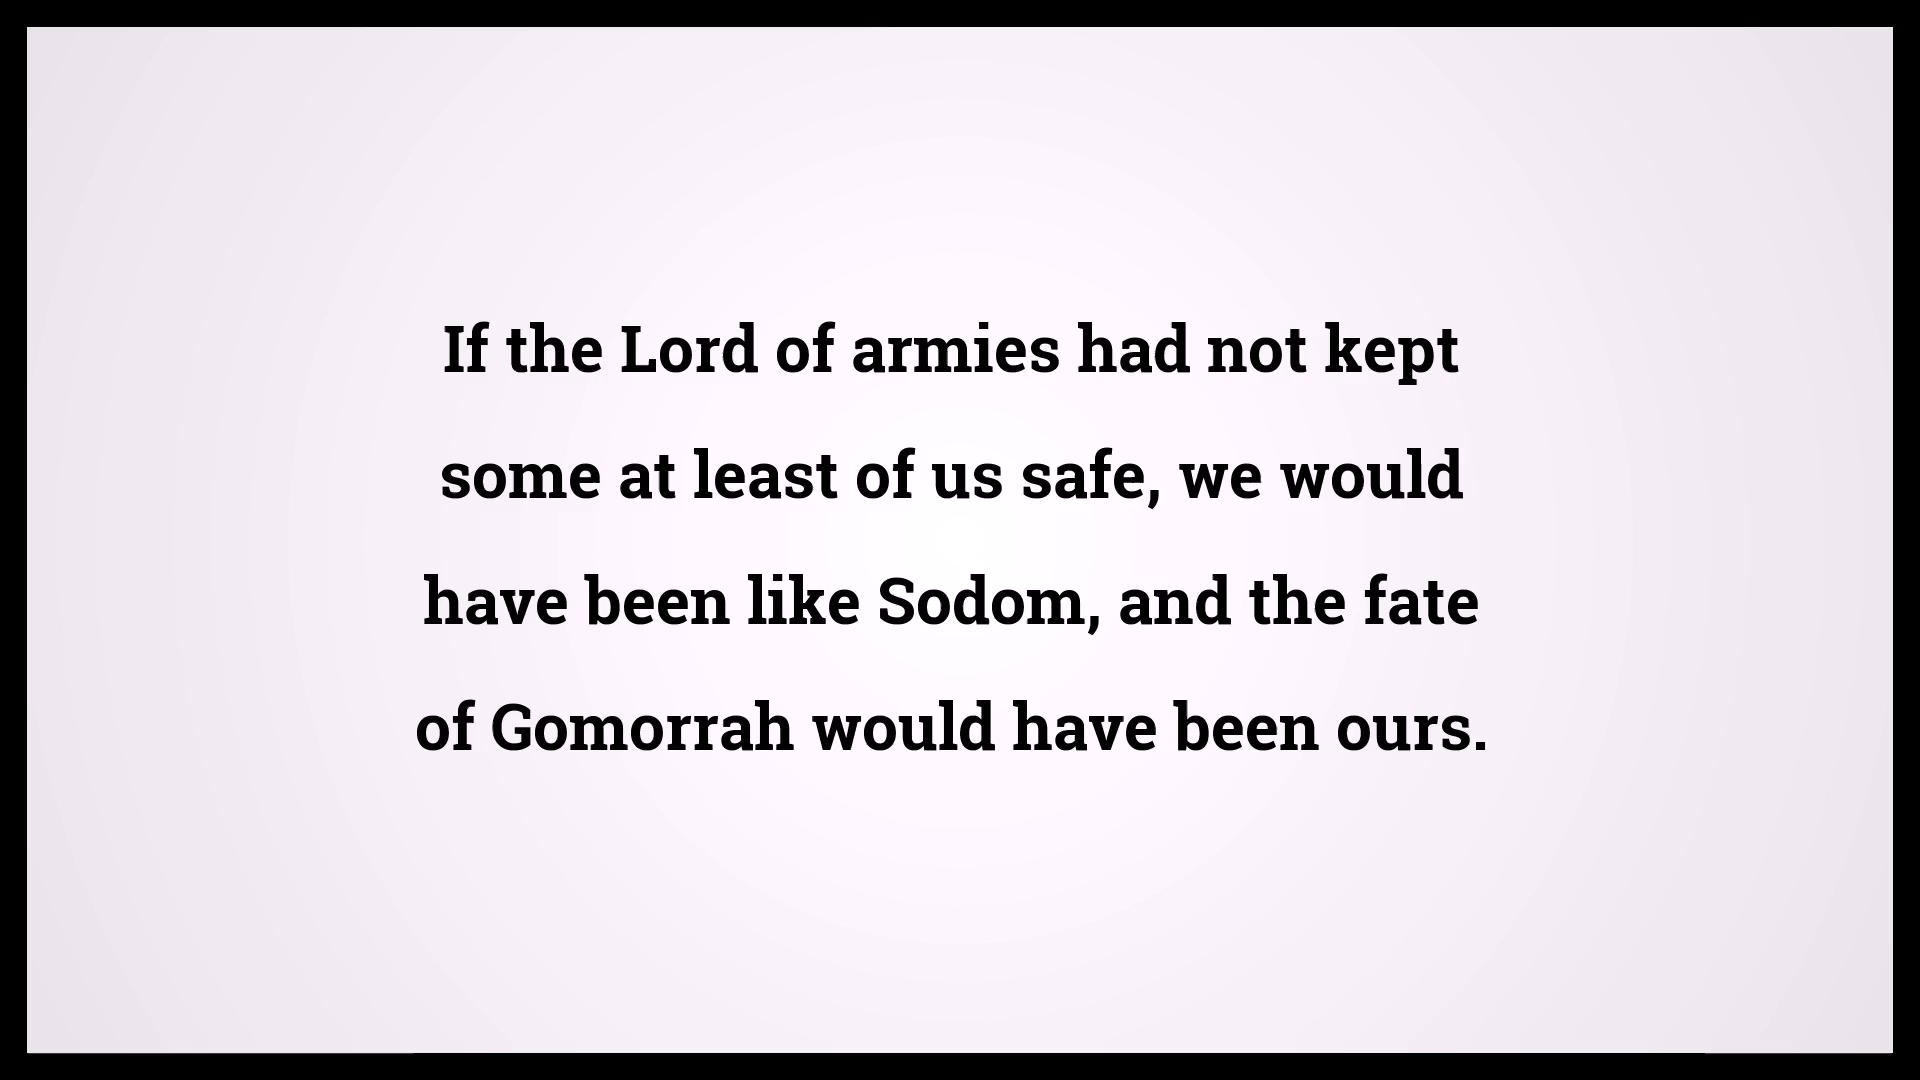 If the Lord of armies had not kept
some at least of us safe, we would
have been like Sodom, and the fate
of Gomorrah would have been ours.